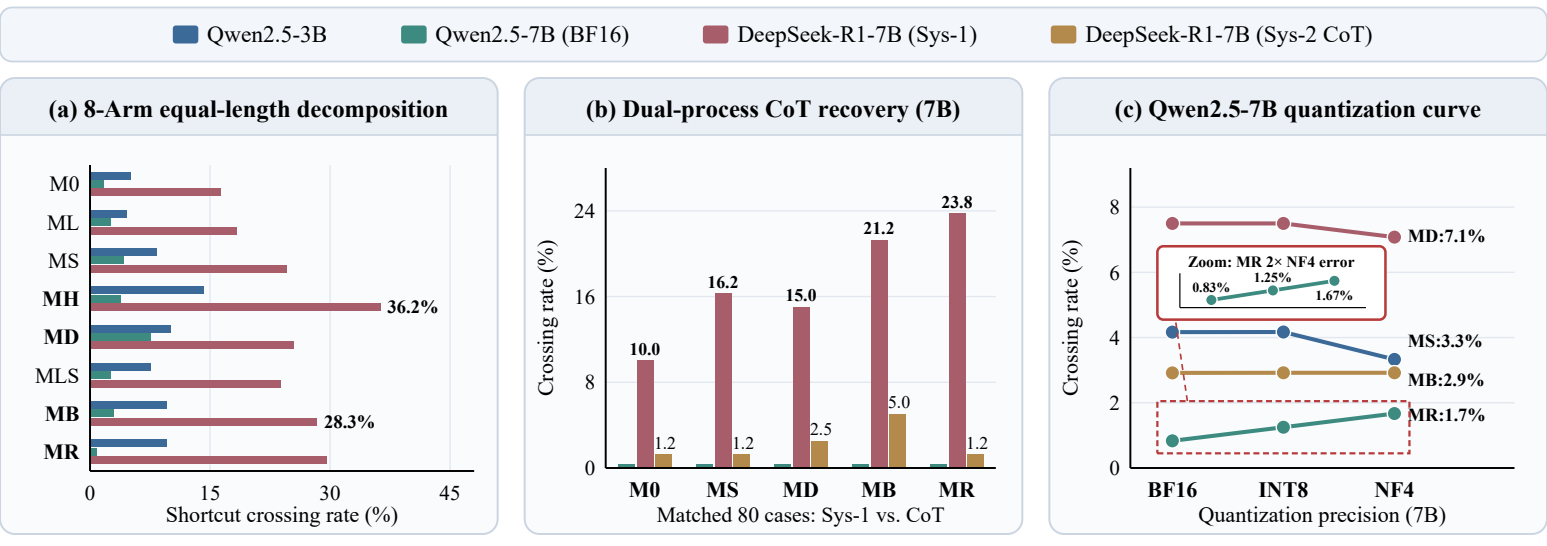 Qwen2.5-3B
Qwen2.5-7B (BF16)
DeepSeek-R1-7B (Sys-1)
DeepSeek-R1-7B (Sys-2 CoT)
(a) 8-Arm equal-length decomposition
M0
ML
MS
MH
36.2%
MD
MLS
MB
28.3%
MR
0
15
30
45
Shortcut crossing rate (%)
(b) Dual-process CoT recovery (7B)
Crossing rate (%)
24
16
8
0
10.0
1.2
16.2
1.2
15.0
2.5
21.2
5.0
23.8
1.2
M0
MS
MD
MB
MR
Matched 80 cases: Sys-1 vs. CoT
(c) Qwen2.5-7B quantization curve
Crossing rate (%)
8
6
4
2
0
MD:7.1%
Zoom: MR 2× NF4 error
0.83%
1.25%
1.67%
MS:3.3%
MB:2.9%
MR:1.7%
BF16
INT8
NF4
Quantization precision (7B)